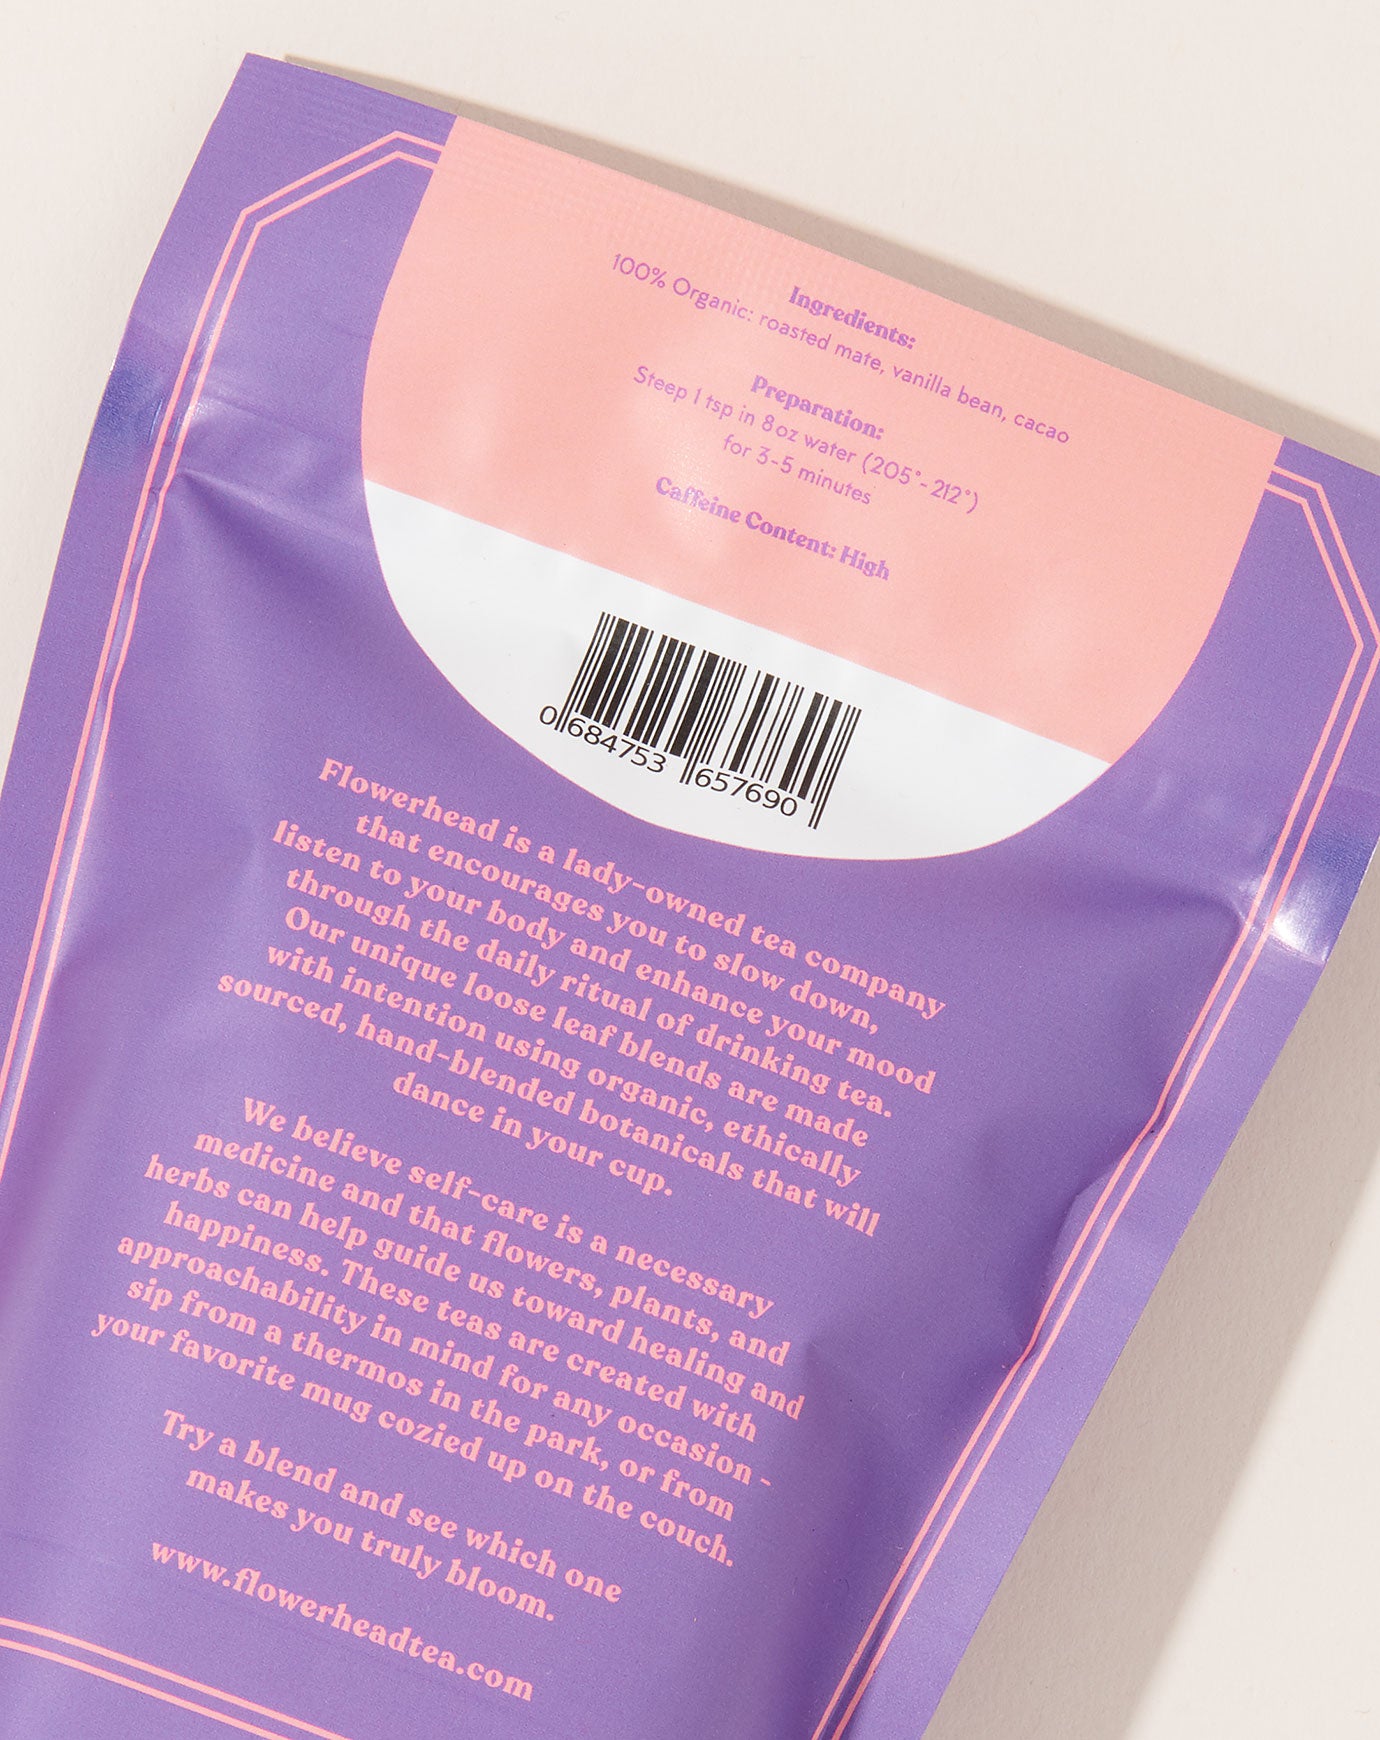 Ingredients:
100% Organic: roasted mate, vanilla bean, cacao
Preparation:
Steep 1 tsp in 8 oz water (205°- 212°)
for 3-5 minutes
Caffeine Content: High
0 684753 657690
Flowerhead is a lady-owned tea company
that encourages you to slow down,
listen to your body and enhance your mood
through the daily ritual of drinking tea.
Our unique loose leaf blends are made
with intention using organic, ethically
sourced, hand-blended botanicals that will
dance in your cup.
We believe self-care is a necessary
medicine and that flowers, plants, and
herbs can help guide us toward healing and
happiness. These teas are created with
approachability in mind for any occasion -
sip from a thermos in the park, or from
your favorite mug cozied up on the couch.
Try a blend and see which one
makes you truly bloom.
www.flowerheadtea.com